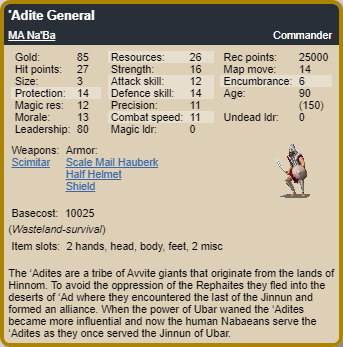 'Adite General
MA Na'Ba Commander
Gold: 85 Resources: 26 Rec points: 25000
Hit points: 27 Strength: 16 Map move: 14
Size: 3 Attack skill: 12 Encumbrance: 6
Protection: 14 Defence skill: 14 Age: 90
Magic res: 12 Precision: 11 (150)
Morale: 13 Combat speed: 11 Undead ldr: 0
Leadership: 80 Magic ldr: 0
Weapons: Armor:
Scimitar Scale Mail Hauberk
Half Helmet
Shield
Basecost: 10025
(Wasteland-survival)
Item slots: 2 hands, head, body, feet, 2 misc
The 'Adites are a tribe of Avvite giants that originate from the lands of
Hinnom. To avoid the oppression of the Rephaites they fled into the
deserts of 'Ad where they encountered the last of the Jinnun and
formed an alliance. When the power of Ubar waned the 'Adites
became more influential and now the human Nabaeans serve the
'Adites as they once served the Jinnun of Ubar.